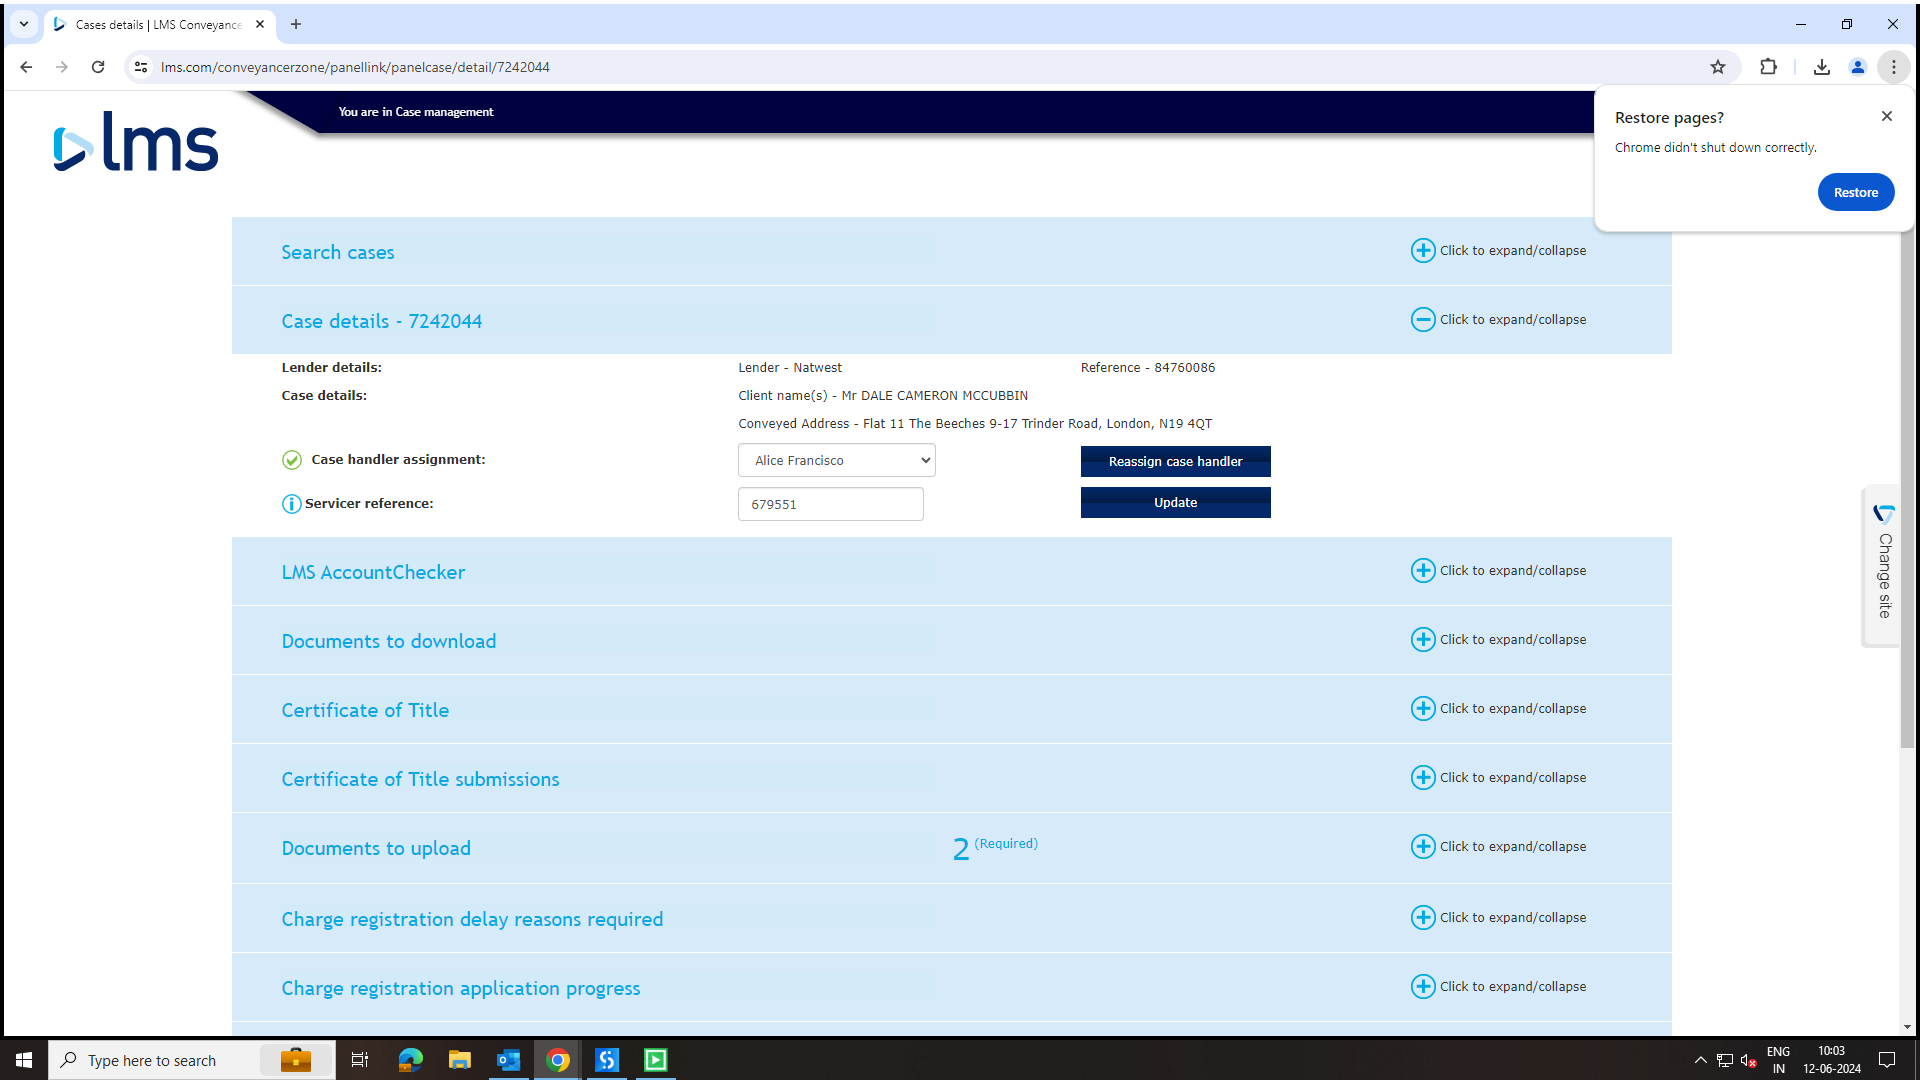 Cases details | LMS Conveyance
lms.com/conveyancerzone/panellink/panelcase/detail/7242044
You are in Case management
Restore pages?
Chrome didn't shut down correctly.
Restore
lms
Search cases
Click to expand/collapse
Case details - 7242044
Click to expand/collapse
Lender details:
Lender - Natwest
Reference - 84760086
Case details:
Client name(s) - Mr DALE CAMERON MCCUBBIN
Conveyed Address - Flat 11 The Beeches 9-17 Trinder Road, London, N19 4QT
Case handler assignment:
Alice Francisco
Reassign case handler
Servicer reference:
679551
Update
Change site
LMS AccountChecker
Click to expand/collapse
Documents to download
Click to expand/collapse
Certificate of Title
Click to expand/collapse
Certificate of Title submissions
Click to expand/collapse
Documents to upload
2 (Required)
Click to expand/collapse
Charge registration delay reasons required
Click to expand/collapse
Charge registration application progress
Click to expand/collapse
Type here to search
ENG
IN
10:03
12-06-2024